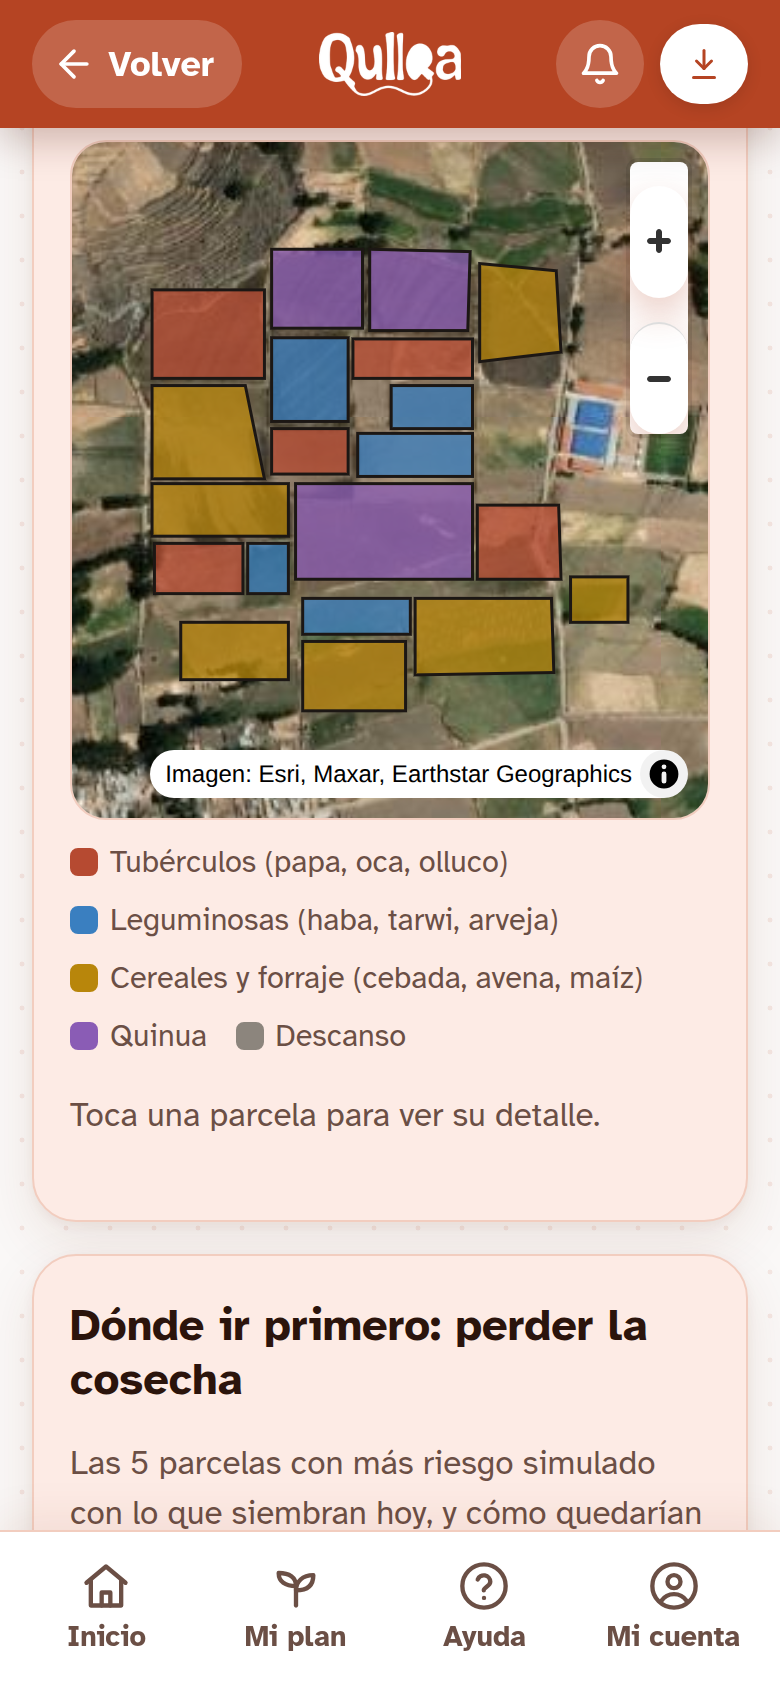 Volver
Qullqa
+
−
Imagen: Esri, Maxar, Earthstar Geographics
Tubérculos (papa, oca, olluco)
Leguminosas (haba, tarwi, arveja)
Cereales y forraje (cebada, avena, maíz)
Quinua Descanso
Toca una parcela para ver su detalle.
Dónde ir primero: perder la
cosecha
Las 5 parcelas con más riesgo simulado
con lo que siembran hoy, y cómo quedarían
Inicio Mi plan Ayuda Mi cuenta